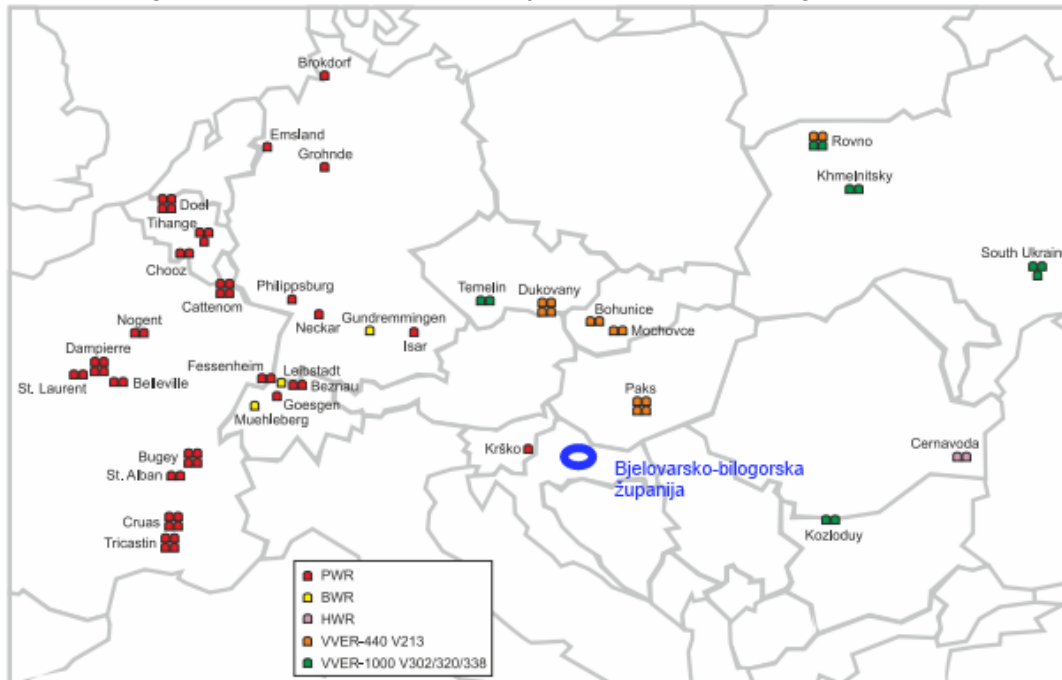 Brokdorf
Emsland
Grohnde
Rovno
Khmelnitsky
Doel
Tihange
Chooz
South Ukrain
Cattenom
Philippsburg
Temelin
Dukovany
Neckar
Gundremmingen
Isar
Bohunice
Mochovce
Nogent
Dampierre
St. Laurent
Belleville
Fessenheim
Leibstadt
Beznau
Goesgen
Muehleberg
Paks
Krško
Bjelovarsko-bilogorska
županija
Cernavoda
Bugey
St. Alban
Kozloduy
Cruas
Tricastin
PWR
BWR
HWR
VVER-440 V213
VVER-1000 V302/320/338